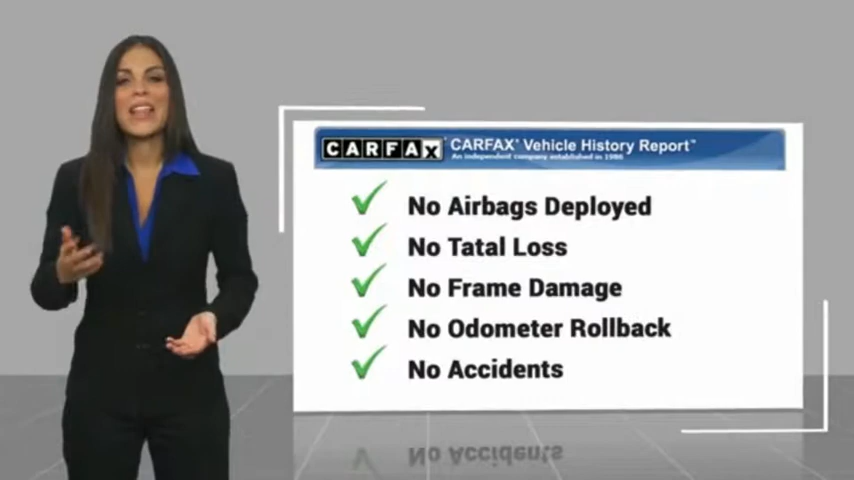 CARFAX CARFAX® Vehicle History Report™
An independent company established in 1986
No Airbags Deployed
No Tatal Loss
No Frame Damage
No Odometer Rollback
No Accidents
No Accidents